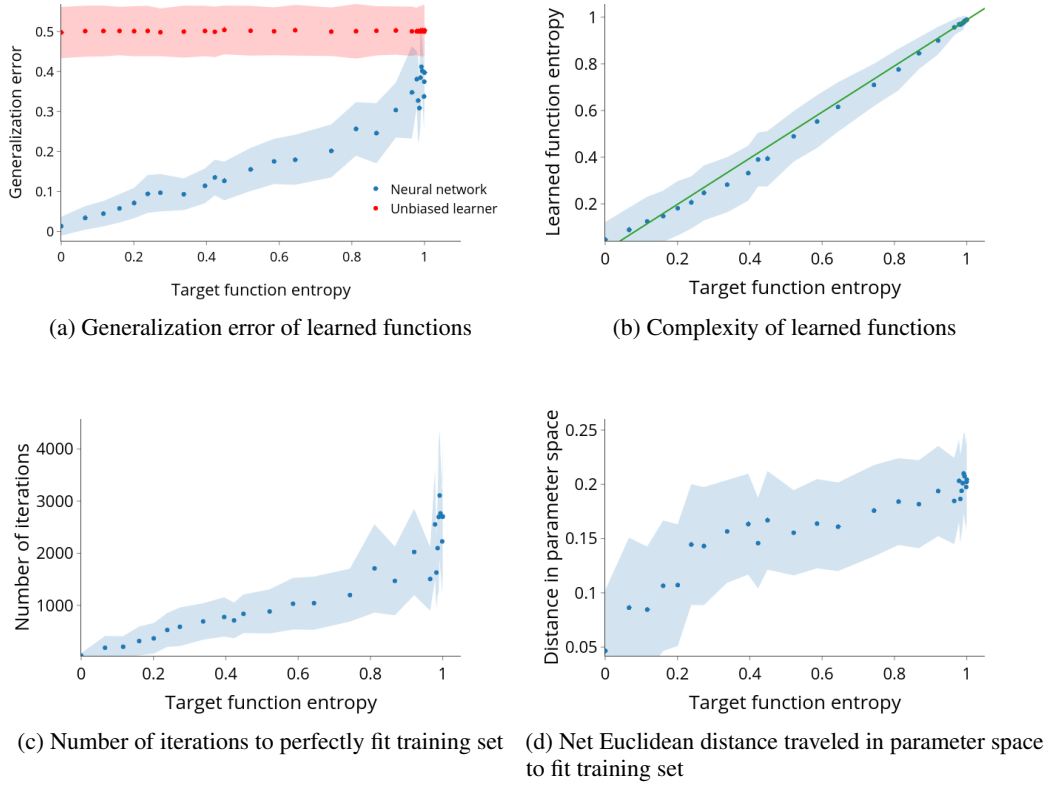 Generalization error
0.5
0.4
0.3
0.2
0.1
0
0
0.2
0.4
0.6
0.8
1
Neural network
Unbiased learner
Target function entropy
(a) Generalization error of learned functions
Learned function entropy
1
0.8
0.6
0.4
0.2
0
0.2
0.4
0.6
0.8
1
Target function entropy
(b) Complexity of learned functions
Number of iterations
4000
3000
2000
1000
0
0.2
0.4
0.6
0.8
1
Target function entropy
(c) Number of iterations to perfectly fit training set
Distance in parameter space
0.25
0.2
0.15
0.1
0.05
0
0.2
0.4
0.6
0.8
1
Target function entropy
(d) Net Euclidean distance traveled in parameter space
to fit training set